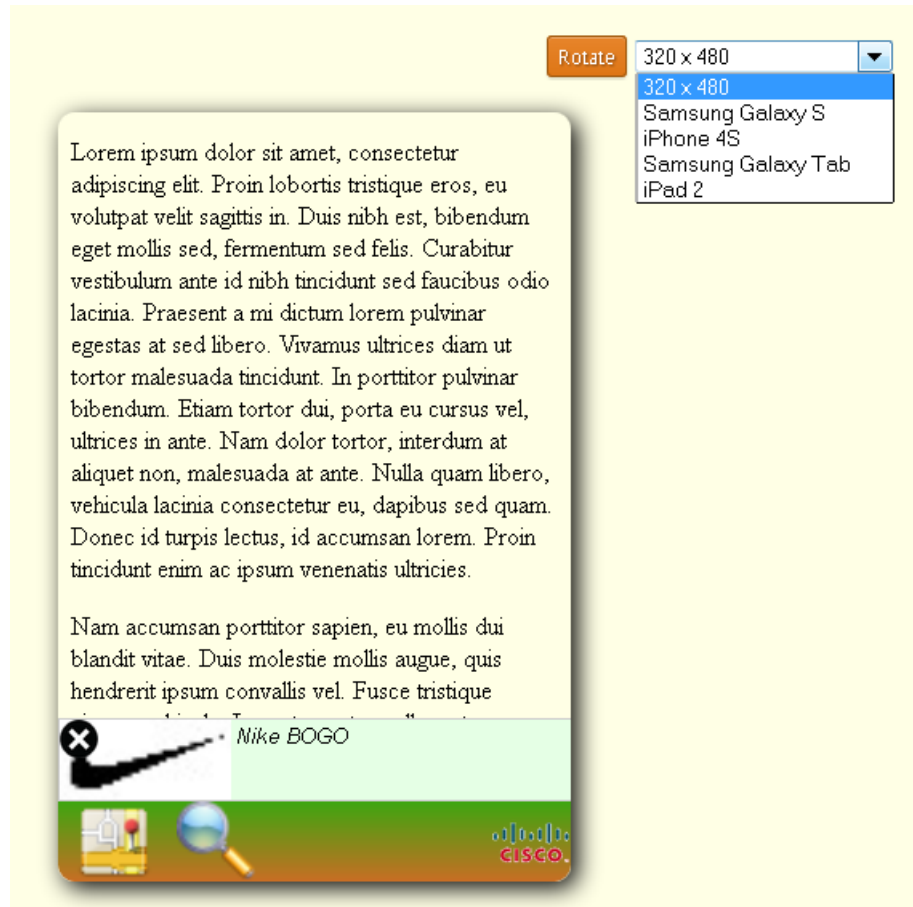 Rotate
320 x 480
320 x 480
Samsung Galaxy S
iPhone 4S
Samsung Galaxy Tab
iPad 2
Lorem ipsum dolor sit amet, consectetur
adipiscing elit. Proin lobortis tristique eros, eu
volutpat velit sagittis in. Duis nibh est, bibendum
eget mollis sed, fermentum sed felis. Curabitur
vestibulum ante id nibh tincidunt sed faucibus odio
lacinia. Praesent a mi dictum lorem pulvinar
egestas at sed libero. Vivamus ultrices diam ut
tortor malesuada tincidunt. In porttitor pulvinar
bibendum. Etiam tortor dui, porta eu cursus vel,
ultrices in ante. Nam dolor tortor, interdum at
aliquet non, malesuada at ante. Nulla quam libero,
vehicula lacinia consectetur eu, dapibus sed quam.
Donec id turpis lectus, id accumsan lorem. Proin
tincidunt enim ac ipsum venenatis ultricies.
Nam accumsan porttitor sapien, eu mollis dui
blandit vitae. Duis molestie mollis augue, quis
hendrerit ipsum convallis vel. Fusce tristique
Nike BOGO
CISCO.